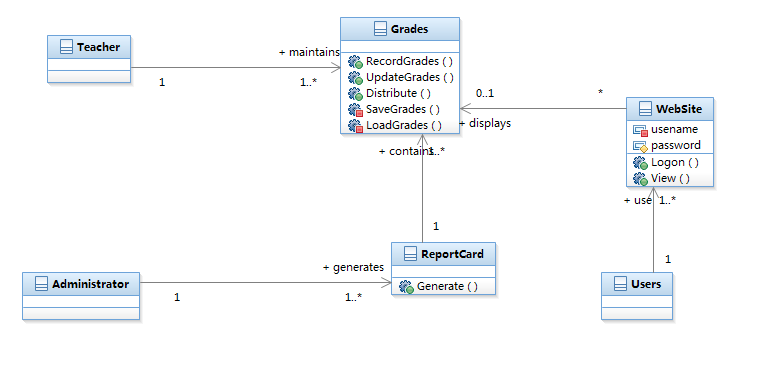 Grades
Teacher
+ maintains
RecordGrades ( )
1
1..*
UpdateGrades ( )
Distribute ( )
0..1
*
SaveGrades ( )
WebSite
LoadGrades ( )
+ displays
usename
password
+ contains
1..*
Logon ( )
View ( )
+ use
1..*
1
ReportCard
1
+ generates
Administrator
Generate ( )
Users
1
1..*